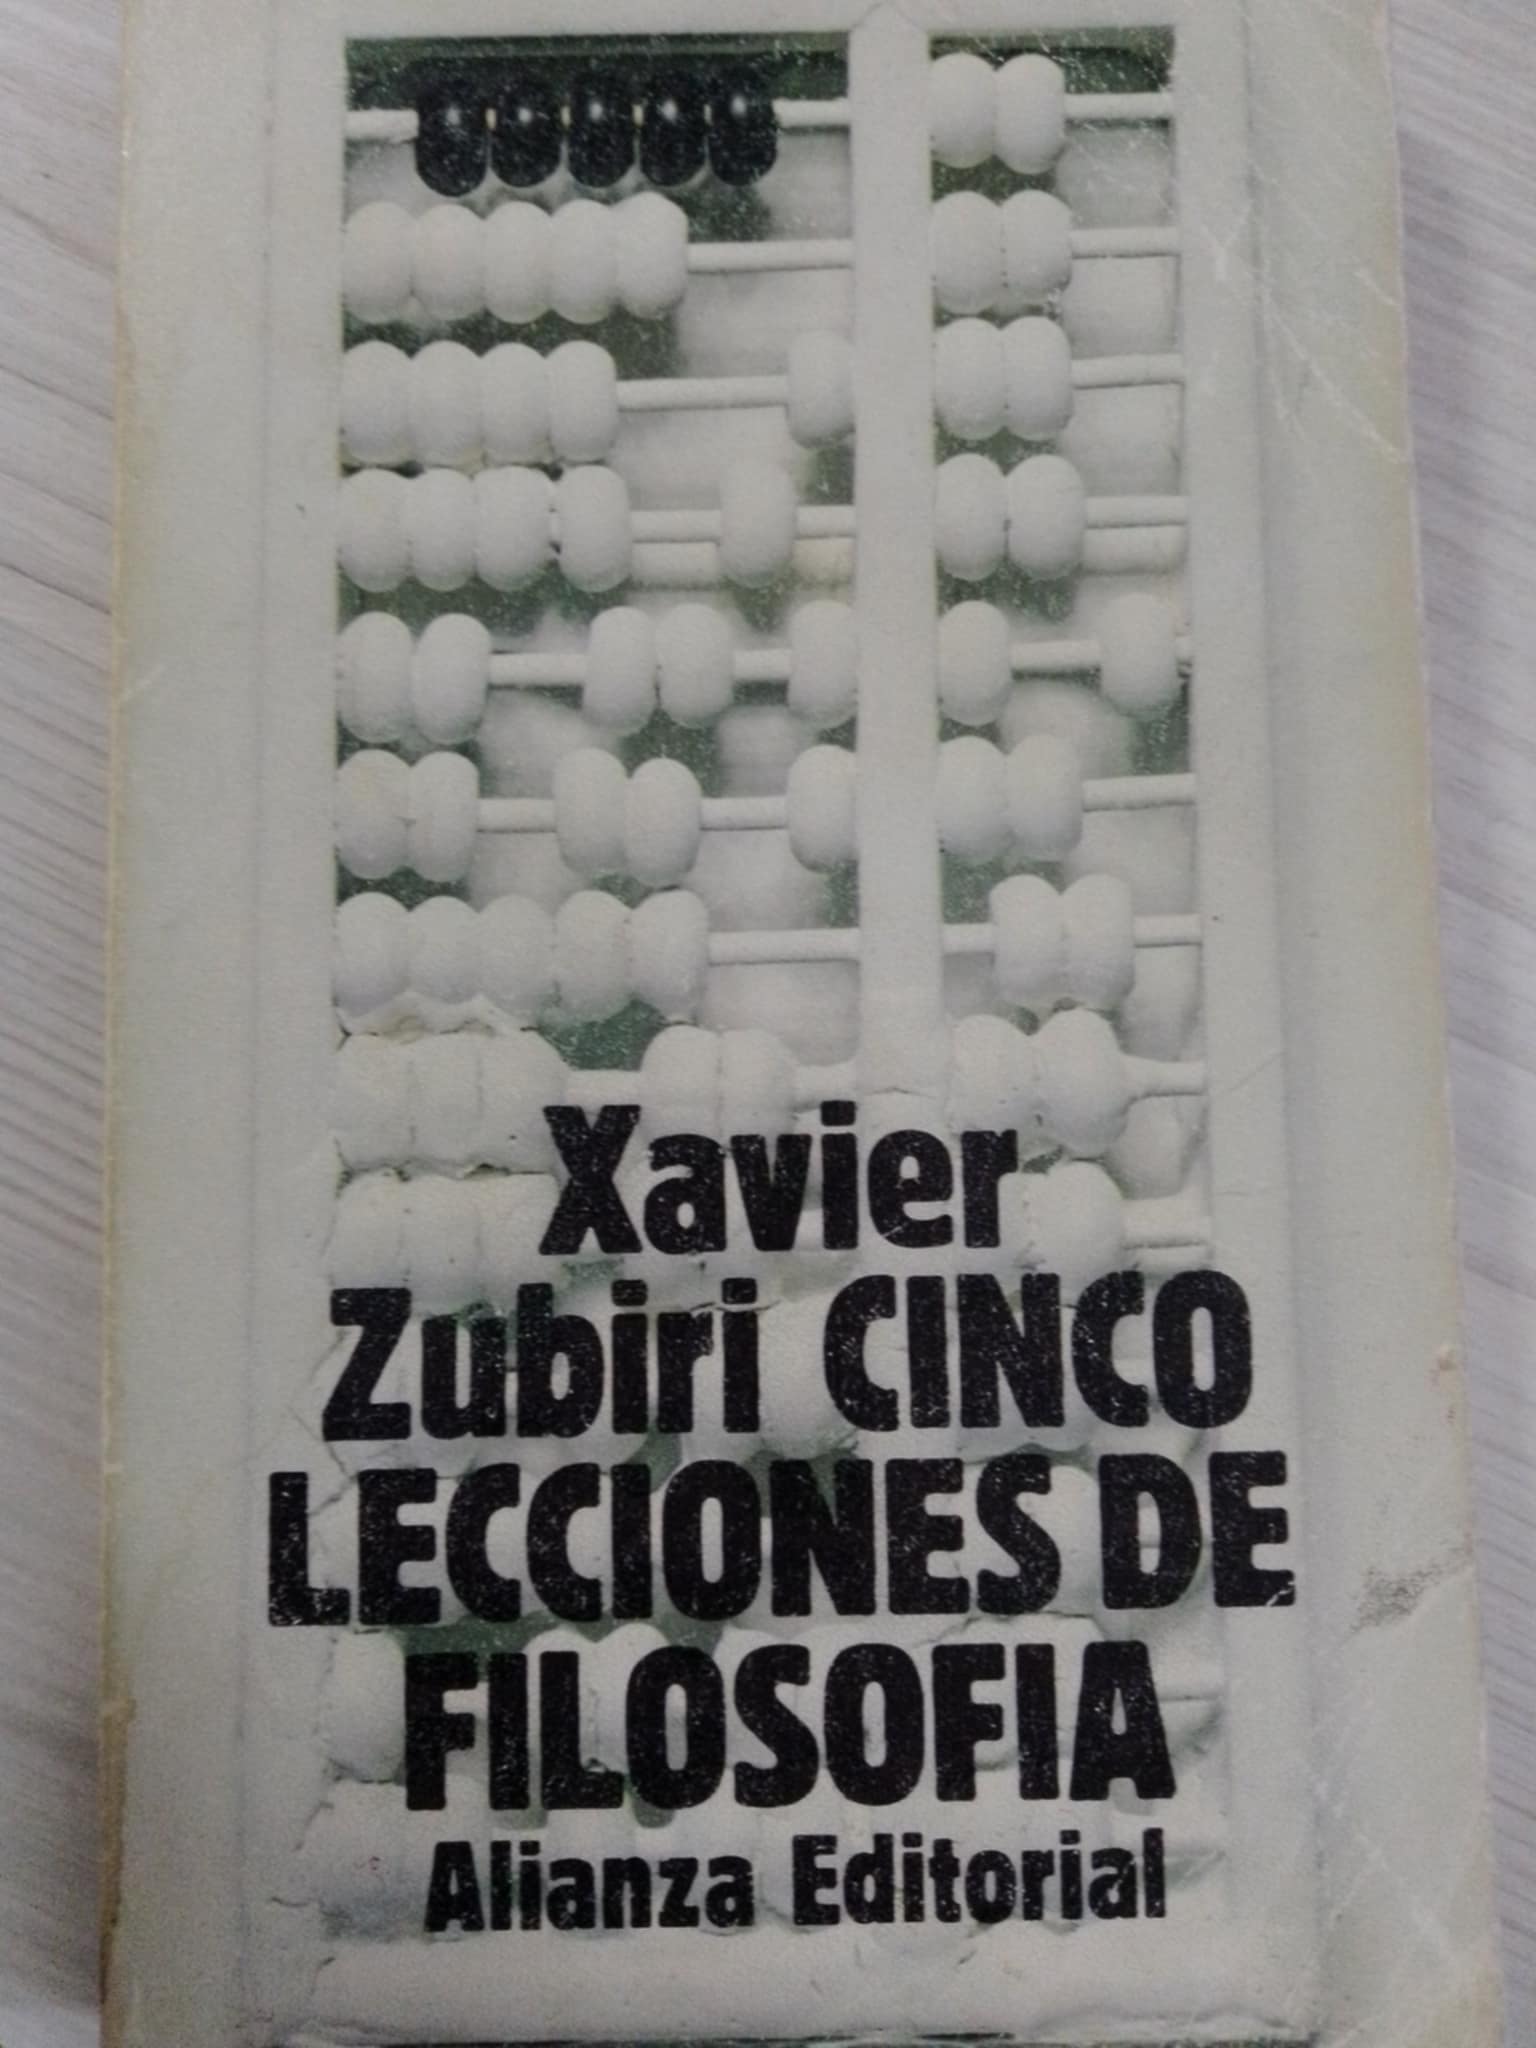 Xavier
Zubiri CINCO
LECCIONES DE
FILOSOFIA
Alianza Editorial